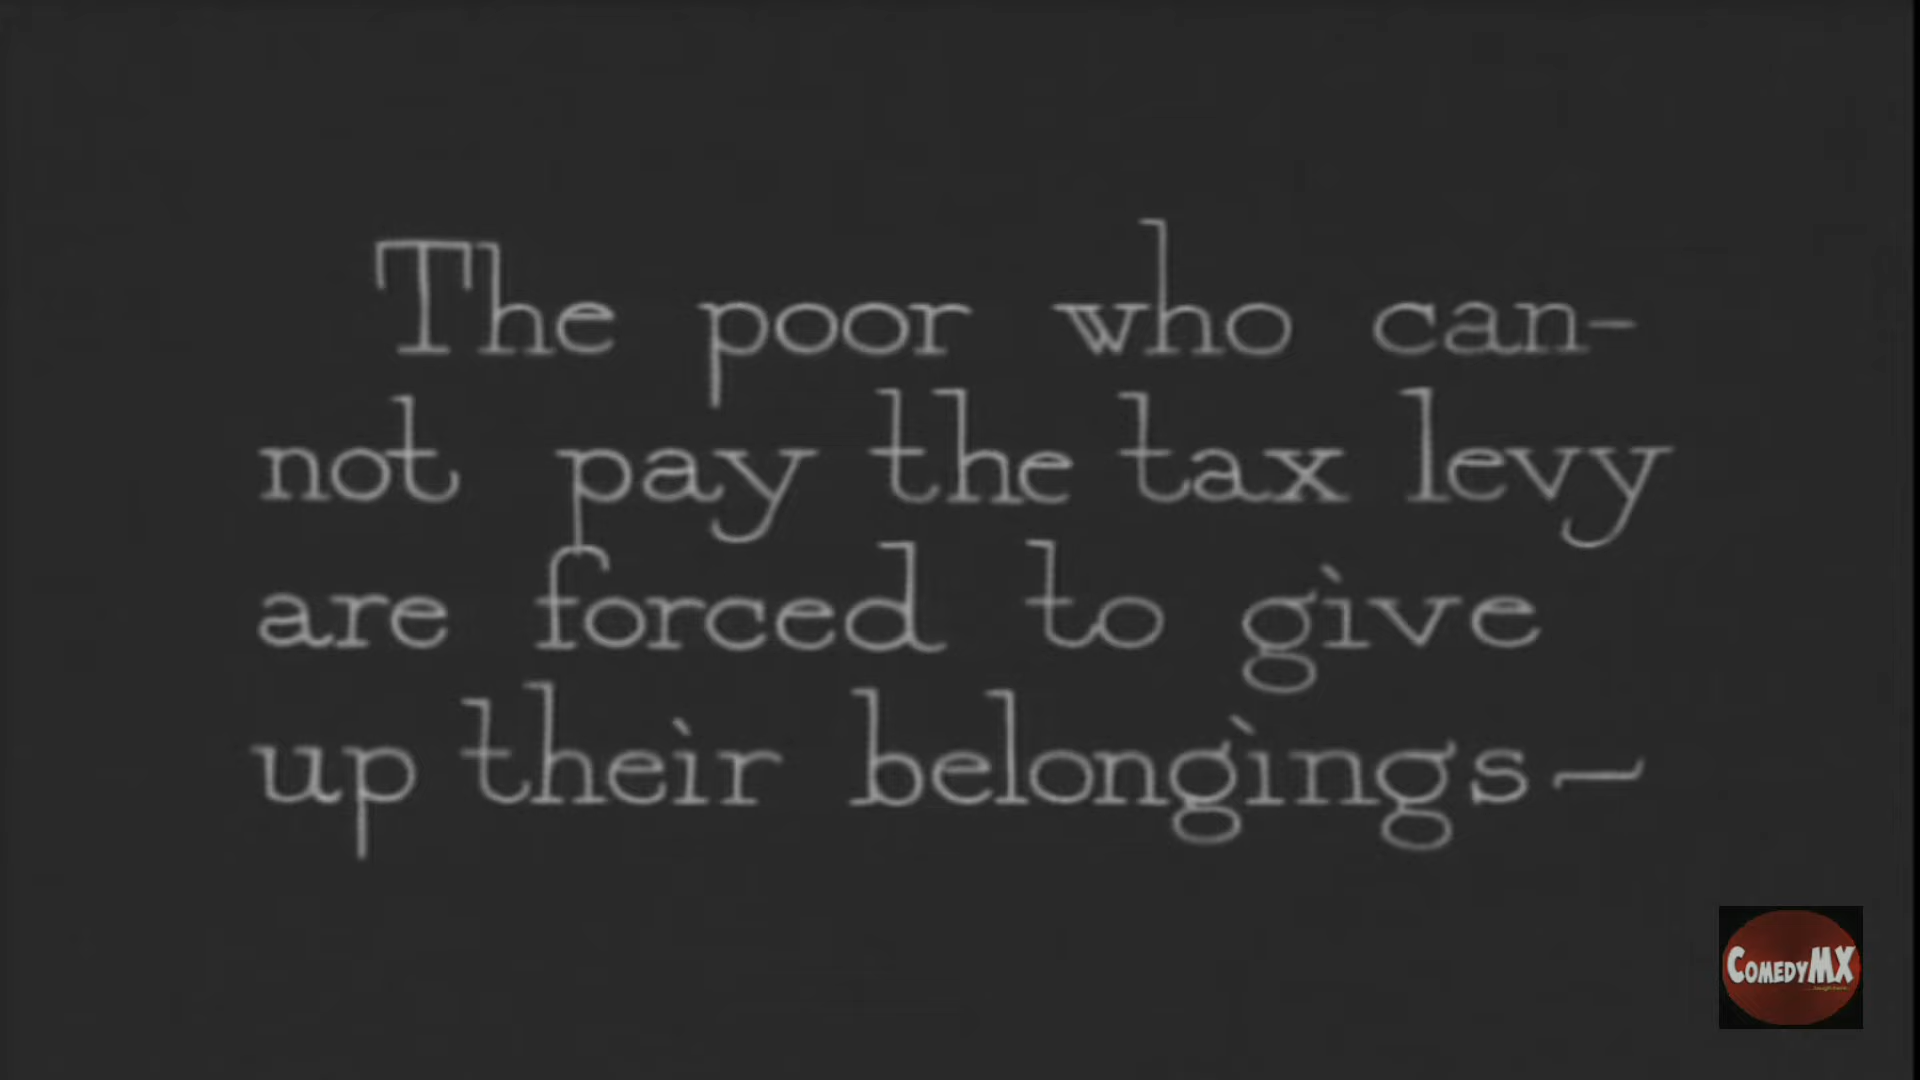 The poor who can-
not pay the tax levy
are forced to give
up their belongings—
COMEDYMX